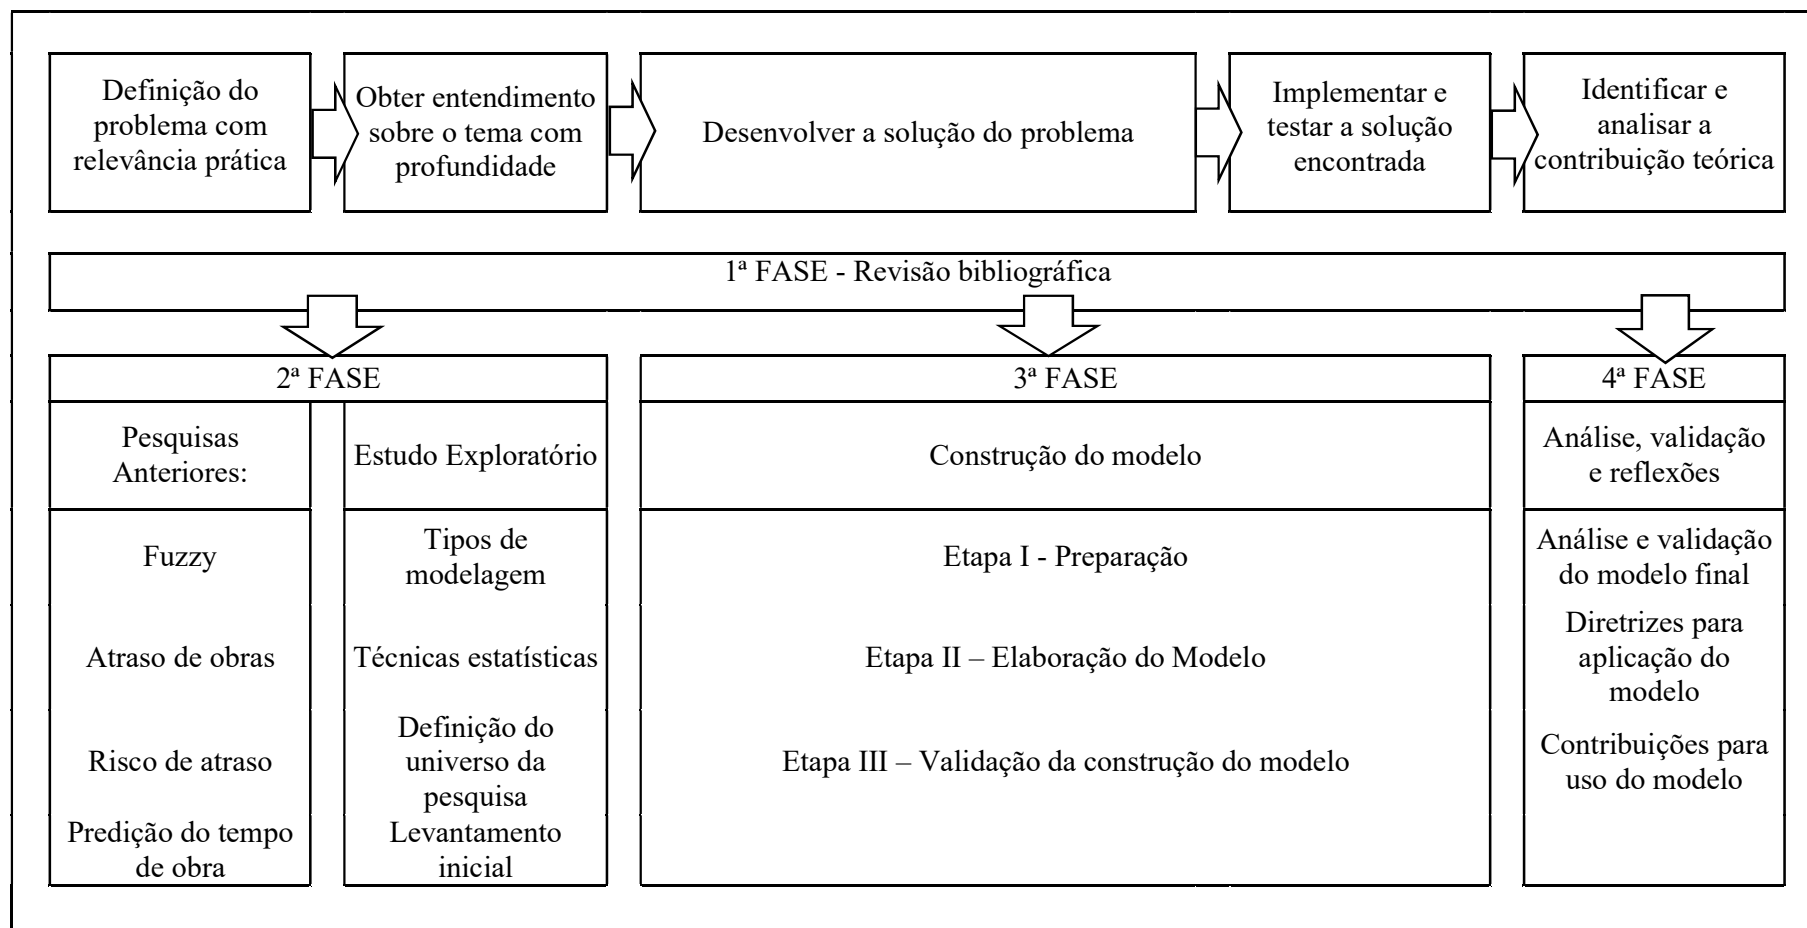 Definição do
problema com
relevância prática
Obter entendimento
sobre o tema com
profundidade
Desenvolver a solução do problema
Implementar e
testar a solução
encontrada
Identificar e
analisar a
contribuição teórica
1ª FASE - Revisão bibliográfica
2ª FASE
3ª FASE
4ª FASE
Pesquisas
Anteriores:
Estudo Exploratório
Construção do modelo
Análise, validação
e reflexões
Fuzzy
Tipos de
modelagem
Etapa I - Preparação
Análise e validação
do modelo final
Atraso de obras
Técnicas estatísticas
Etapa II – Elaboração do Modelo
Diretrizes para
aplicação do
modelo
Risco de atraso
Definição do
universo da
pesquisa
Etapa III – Validação da construção do modelo
Contribuições para
uso do modelo
Predição do tempo
de obra
Levantamento
inicial